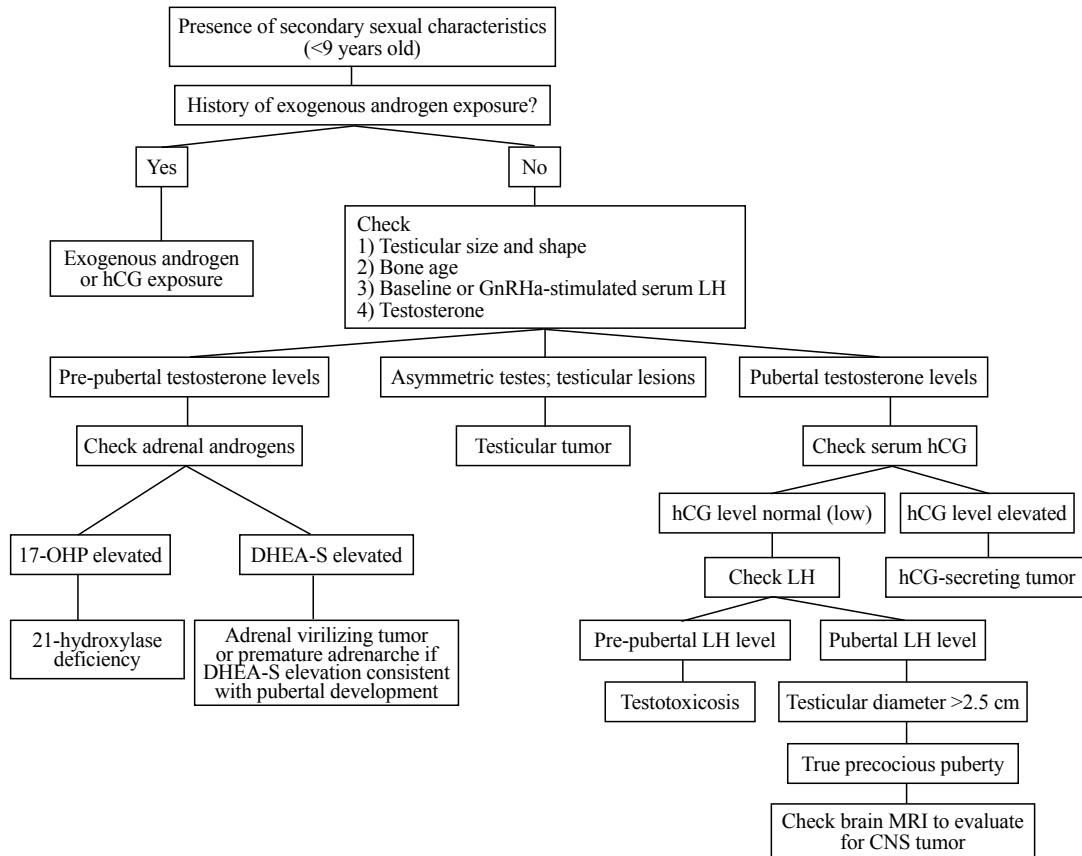 Presence of secondary sexual characteristics
(<9 years old)
History of exogenous androgen exposure?
Yes
No
Exogenous androgen
or hCG exposure
Check
1) Testicular size and shape
2) Bone age
3) Baseline or GnRHa-stimulated serum LH
4) Testosterone
Pre-pubertal testosterone levels
Asymmetric testes; testicular lesions
Pubertal testosterone levels
Check adrenal androgens
Testicular tumor
Check serum hCG
hCG level normal (low)
hCG level elevated
17-OHP elevated
DHEA-S elevated
Check LH
hCG-secreting tumor
21-hydroxylase
deficiency
Adrenal virilizing tumor
or premature adrenarche if
DHEA-S elevation consistent
with pubertal development
Pre-pubertal LH level
Pubertal LH level
Testotoxicosis
Testicular diameter >2.5 cm
True precocious puberty
Check brain MRI to evaluate
for CNS tumor